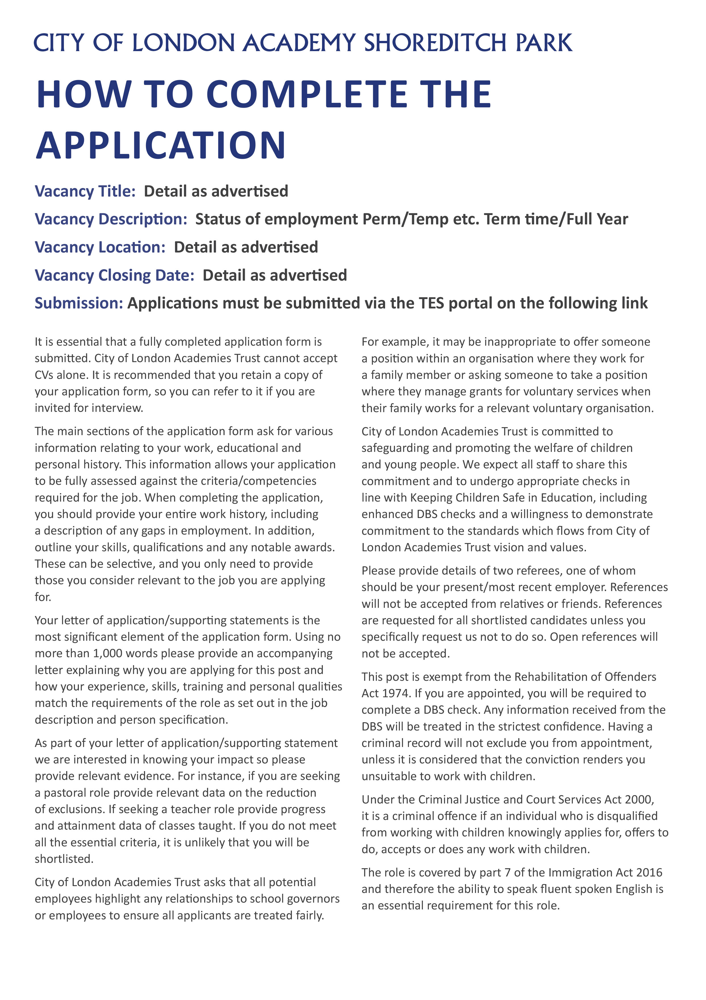 CITY OF LONDON ACADEMY SHOREDITCH PARK
HOW TO COMPLETE THE
APPLICATION
Vacancy Title: Detail as advertised
Vacancy Description: Status of employment Perm/Temp etc. Term time/Full Year
Vacancy Location: Detail as advertised
Vacancy Closing Date: Detail as advertised
Submission: Applications must be submitted via the TES portal on the following link
It is essential that a fully completed application form is
submitted. City of London Academies Trust cannot accept
CVs alone. It is recommended that you retain a copy of
your application form, so you can refer to it if you are
invited for interview.
The main sections of the application form ask for various
information relating to your work, educational and
personal history. This information allows your application
to be fully assessed against the criteria/competencies
required for the job. When completing the application,
you should provide your entire work history, including
a description of any gaps in employment. In addition,
outline your skills, qualifications and any notable awards.
These can be selective, and you only need to provide
those you consider relevant to the job you are applying
for.
Your letter of application/supporting statements is the
most significant element of the application form. Using no
more than 1,000 words please provide an accompanying
letter explaining why you are applying for this post and
how your experience, skills, training and personal qualities
match the requirements of the role as set out in the job
description and person specification.
As part of your letter of application/supporting statement
we are interested in knowing your impact so please
provide relevant evidence. For instance, if you are seeking
a pastoral role provide relevant data on the reduction
of exclusions. If seeking a teacher role provide progress
and attainment data of classes taught. If you do not meet
all the essential criteria, it is unlikely that you will be
shortlisted.
City of London Academies Trust asks that all potential
employees highlight any relationships to school governors
or employees to ensure all applicants are treated fairly.
For example, it may be inappropriate to offer someone
a position within an organisation where they work for
a family member or asking someone to take a position
where they manage grants for voluntary services when
their family works for a relevant voluntary organisation.
City of London Academies Trust is committed to
safeguarding and promoting the welfare of children
and young people. We expect all staff to share this
commitment and to undergo appropriate checks in
line with Keeping Children Safe in Education, including
enhanced DBS checks and a willingness to demonstrate
commitment to the standards which flows from City of
London Academies Trust vision and values.
Please provide details of two referees, one of whom
should be your present/most recent employer. References
will not be accepted from relatives or friends. References
are requested for all shortlisted candidates unless you
specifically request us not to do so. Open references will
not be accepted.
This post is exempt from the Rehabilitation of Offenders
Act 1974. If you are appointed, you will be required to
complete a DBS check. Any information received from the
DBS will be treated in the strictest confidence. Having a
criminal record will not exclude you from appointment,
unless it is considered that the conviction renders you
unsuitable to work with children.
Under the Criminal Justice and Court Services Act 2000,
it is a criminal offence if an individual who is disqualified
from working with children knowingly applies for, offers to
do, accepts or does any work with children.
The role is covered by part 7 of the Immigration Act 2016
and therefore the ability to speak fluent spoken English is
an essential requirement for this role.